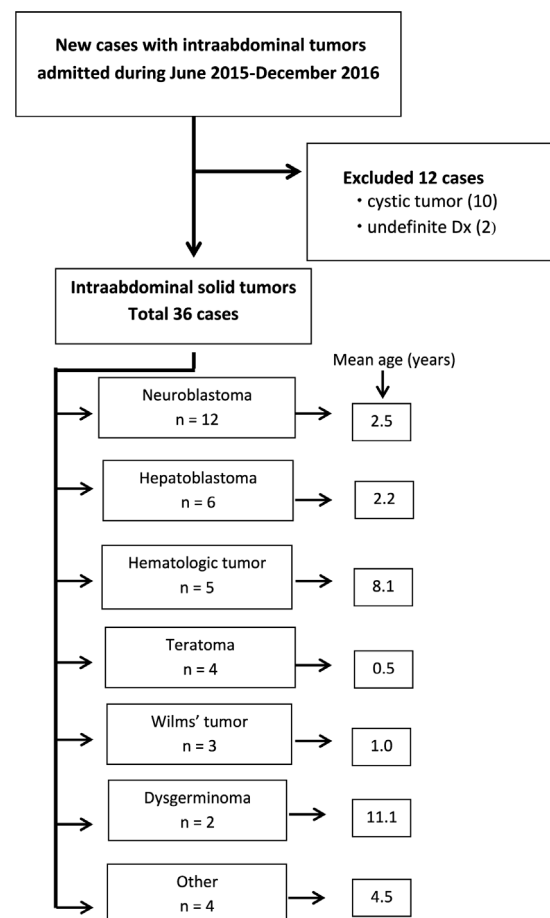 New cases with intraabdominal tumors
admitted during June 2015-December 2016
Excluded 12 cases
・cystic tumor (10)
・undefinite Dx (2)
Intraabdominal solid tumors
Total 36 cases
Mean age (years)
Neuroblastoma
n = 12
2.5
Hepatoblastoma
n = 6
2.2
Hematologic tumor
n = 5
8.1
Teratoma
n = 4
0.5
Wilms’ tumor
n = 3
1.0
Dysgerminoma
n = 2
11.1
Other
n = 4
4.5